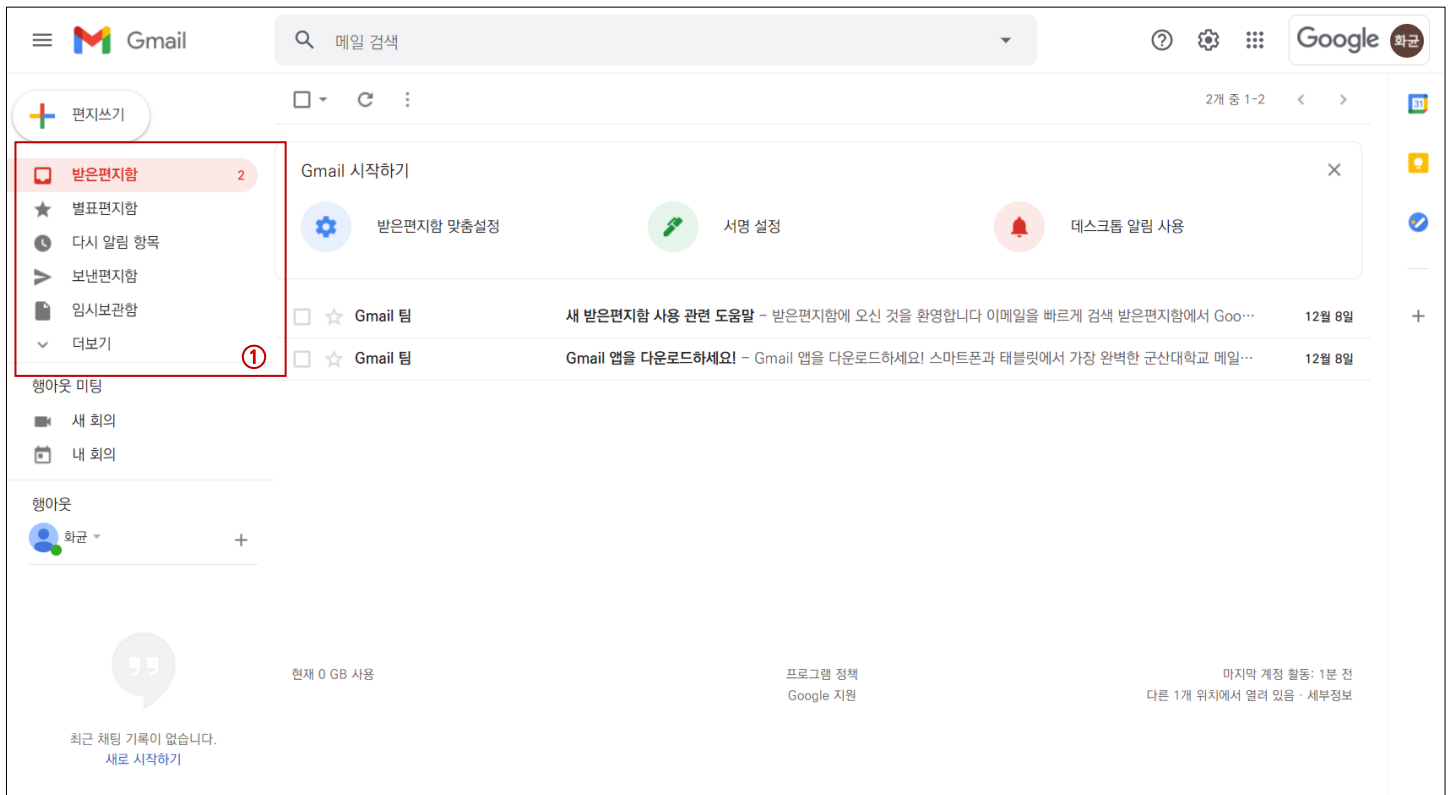 Gmail
메일 검색
Google 화균
편지쓰기
2개 중 1-2
31
받은편지함 2
별표편지함
다시 알림 항목
보낸편지함
임시보관함
더보기
①
Gmail 시작하기
받은편지함 맞춤설정
서명 설정
데스크톱 알림 사용
Gmail 팀 새 받은편지함 사용 관련 도움말 – 받은편지함에 오신 것을 환영합니다 이메일을 빠르게 검색 받은편지함에서 Goo… 12월 8일
Gmail 팀 Gmail 앱을 다운로드하세요! – Gmail 앱을 다운로드하세요! 스마트폰과 태블릿에서 가장 완벽한 군산대학교 메일… 12월 8일
행아웃 미팅
새 회의
내 회의
행아웃
화균
최근 채팅 기록이 없습니다.
새로 시작하기
현재 0 GB 사용
프로그램 정책
Google 지원
마지막 계정 활동: 1분 전
다른 1개 위치에서 열려 있음 · 세부정보